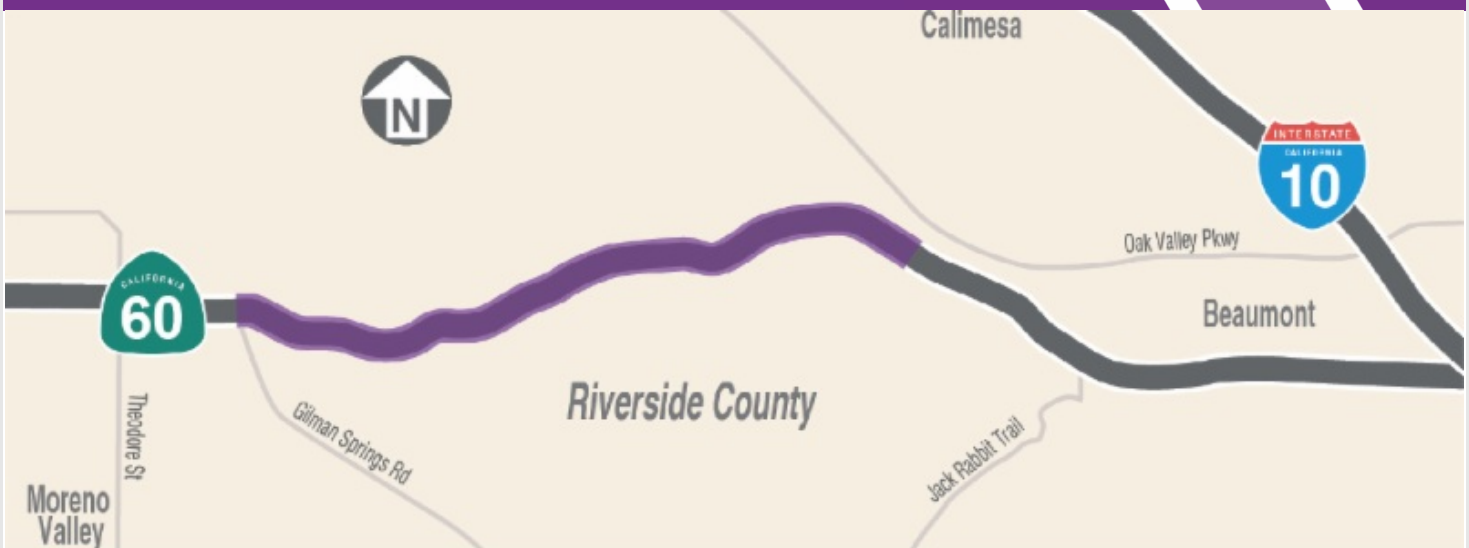 Calimesa
N
INTERSTATE
CALIFORNIA
10
Oak Valley Pkwy
CALIFORNIA
60
Beaumont
Riverside County
Theodore St
Gilman Springs Rd
Jack Rabbit Trail
Moreno
Valley